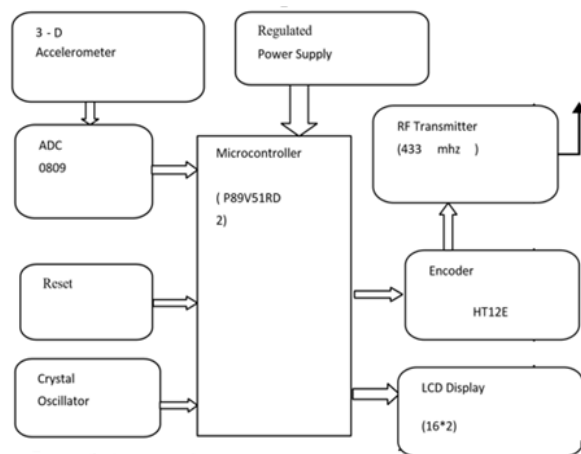 3 - D
Accelerometer
Regulated
Power Supply
ADC
0809
Microcontroller
( P89V51RD
2)
RF Transmitter
(433 mhz )
Reset
Encoder
HT12E
Crystal
Oscillator
LCD Display
(16*2)